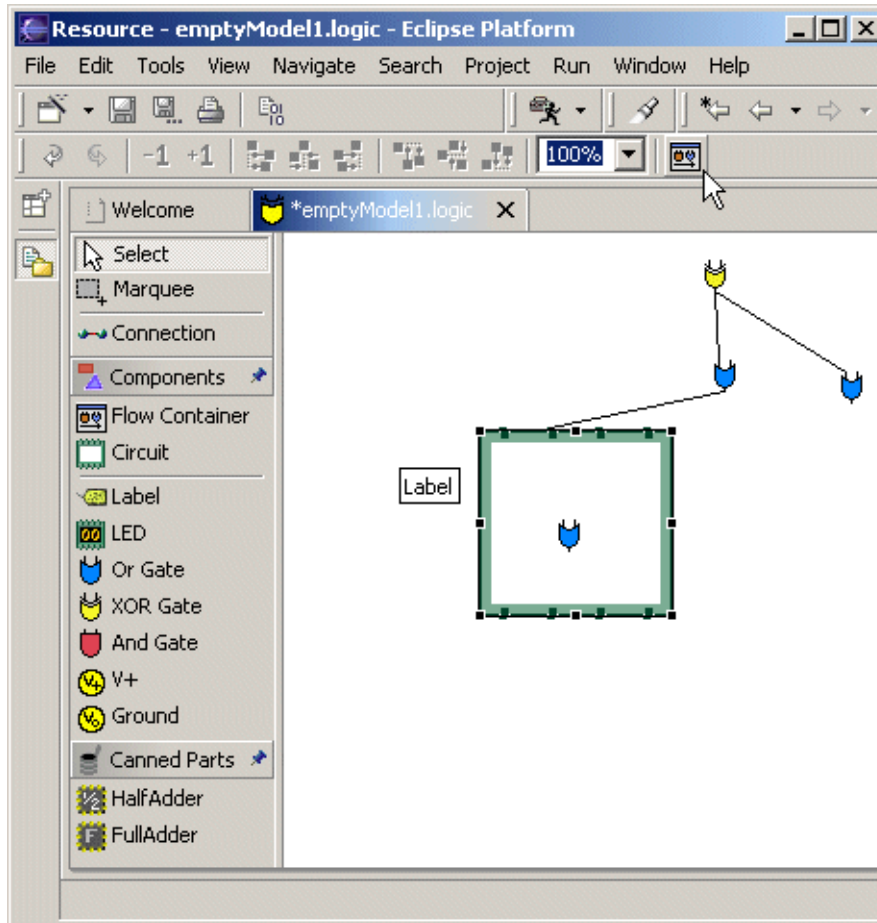 Resource - emptyModel1.logic - Eclipse Platform
File Edit Tools View Navigate Search Project Run Window Help
-1 +1 100%
Welcome *emptyModel1.logic
Select
Marquee
Connection
Components
Flow Container
Circuit
Label
Label
LED
Or Gate
XOR Gate
And Gate
V+
Ground
Canned Parts
HalfAdder
FullAdder